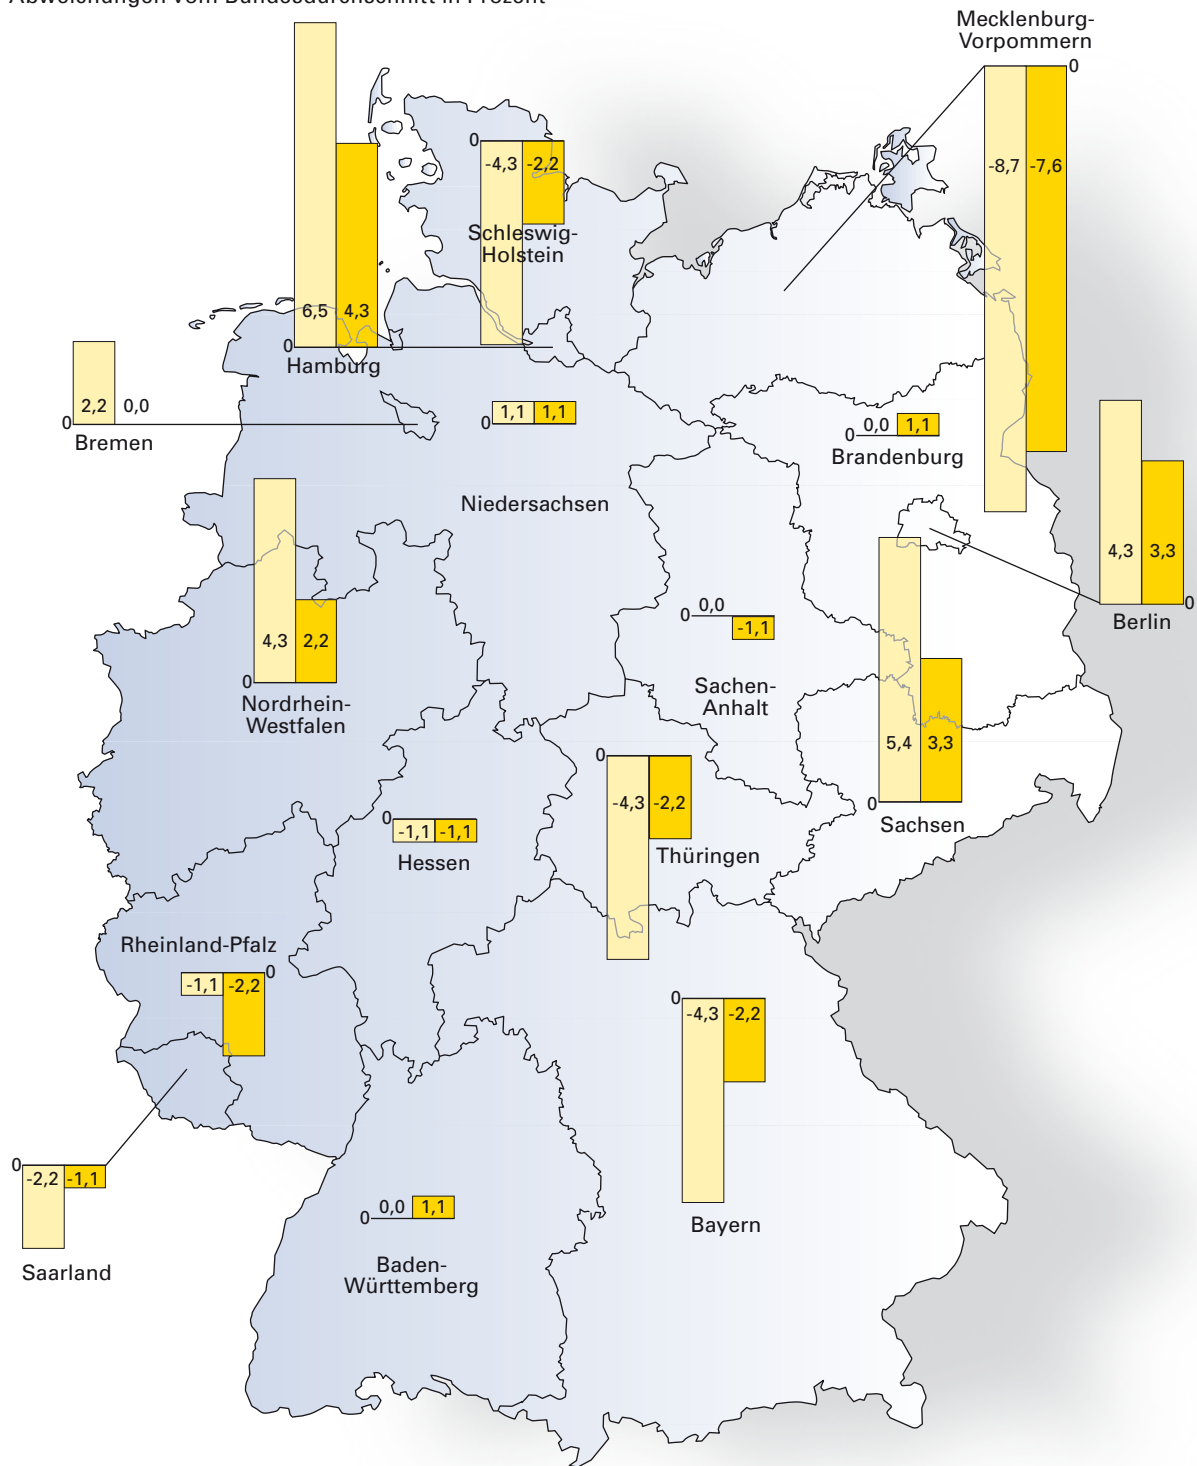 Abweichungen vom Bundesdurchschnitt in Prozent
Mecklenburg-
Vorpommern
0
-8,7 -7,6
0
-4,3 -2,2
Schleswig-
Holstein
6,5 4,3
0
Hamburg
2,2 0,0
0
Bremen
1,1 1,1
0
Niedersachsen
0,0 1,1
0
Brandenburg
4,3 3,3
0
Berlin
4,3 2,2
0
Nordrhein-
Westfalen
0,0
0
-1,1
Sachen-
Anhalt
5,4 3,3
0
Sachsen
0
-4,3 -2,2
Thüringen
0
-1,1 -1,1
Hessen
Rheinland-Pfalz
0
-1,1 -2,2
0
-4,3 -2,2
Bayern
0
-2,2 -1,1
Saarland
0,0 1,1
0
Baden-
Württemberg